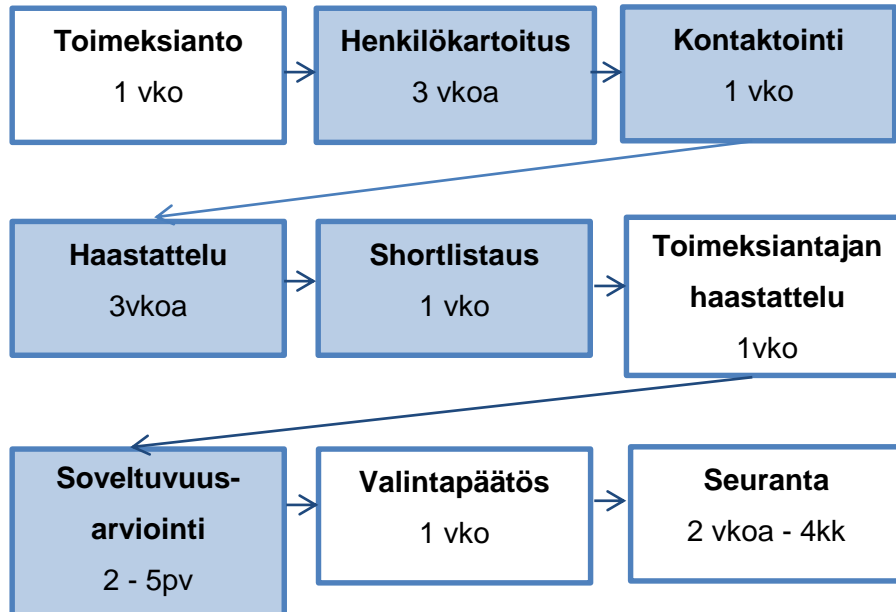 Toimeksianto
1 vko
Henkilökartoitus
3 vkoa
Kontaktointi
1 vko
Haastattelu
3vkoa
Shortlistaus
1 vko
Toimeksiantajan
haastattelu
1vko
Soveltuvuus-
arviointi
2 - 5pv
Valintapäätös
1 vko
Seuranta
2 vkoa - 4kk